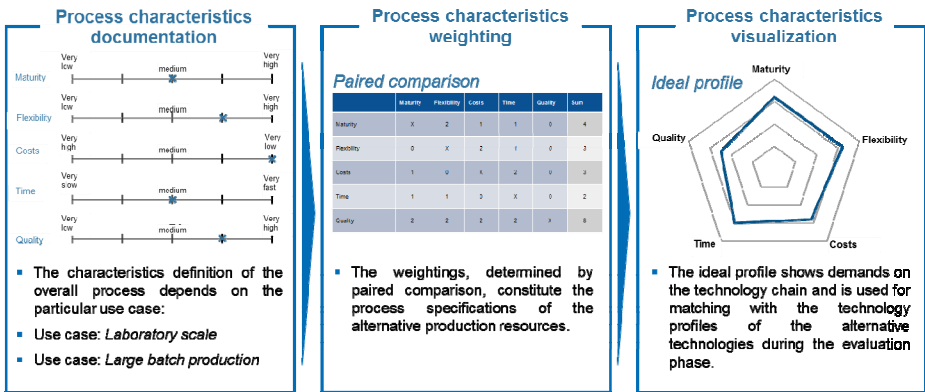 Process characteristics
documentation
Very low
medium
Very high
Maturity
Very low
medium
Very high
Flexibility
Very high
medium
Very low
Costs
Very slow
medium
Very fast
Time
Very low
medium
Very high
Quality
▪ The characteristics definition of the
overall process depends on the
particular use case:
▪ Use case: Laboratory scale
▪ Use case: Large batch production
Process characteristics
weighting
Paired comparison
Maturity Flexibility Costs Time Quality Sum
Maturity X 2 1 1 0 4
Flexibility 0 X 2 1 0 3
Costs 1 0 X 2 0 3
Time 1 1 0 X 0 2
Quality 2 2 2 2 X 8
▪ The weightings, determined by
paired comparison, constitute the
process specifications of the
alternative production resources.
Process characteristics
visualization
Ideal profile
Maturity
Quality
Flexibility
Time
Costs
▪ The ideal profile shows demands on
the technology chain and is used for
matching with the technology
profiles of the alternative
technologies during the evaluation
phase.